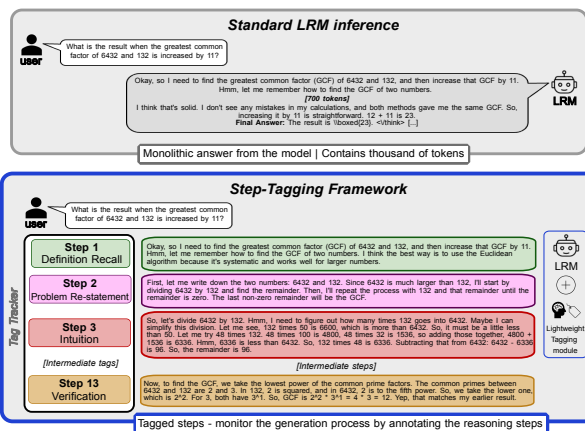 Standard LRM inference
user
What is the result when the greatest common
factor of 6432 and 132 is increased by 11?
Okay, so I need to find the greatest common factor (GCF) of 6432 and 132, and then increase that GCF by 11.
Hmm, let me remember how to find the GCF of two numbers.
[700 tokens]
I think that's solid. I don't see any mistakes in my calculations, and both methods gave me the same GCF. So,
increasing it by 11 is straightforward. 12 + 11 is 23.
Final Answer: The result is \\boxed{23}. <\/think> [...]
LRM
Monolithic answer from the model | Contains thousand of tokens
Step-Tagging Framework
user
What is the result when the greatest common
factor of 6432 and 132 is increased by 11?
Tag Tracker
Step 1
Definition Recall
Okay, so I need to find the greatest common factor (GCF) of 6432 and 132, and then increase that GCF by 11.
Hmm, let me remember how to find the GCF of two numbers. I think the best way is to use the Euclidean
algorithm because it's systematic and works well for larger numbers.
Step 2
Problem Re-statement
First, let me write down the two numbers: 6432 and 132. Since 6432 is much larger than 132, I'll start by
dividing 6432 by 132 and find the remainder. Then, I'll repeat the process with 132 and that remainder until the
remainder is zero. The last non-zero remainder will be the GCF.
Step 3
Intuition
So, let's divide 6432 by 132. Hmm, I need to figure out how many times 132 goes into 6432. Maybe I can
simplify this division. Let me see, 132 times 50 is 6600, which is more than 6432. So, it must be a little less
than 50. Let me try 48 times 132. 48 times 100 is 4800, 48 times 32 is 1536, so adding those together, 4800 +
1536 is 6336. Hmm, 6336 is less than 6432. So, 132 times 48 is 6336. Subtracting that from 6432: 6432 - 6336
is 96. So, the remainder is 96.
[Intermediate tags]
[Intermediate steps]
Step 13
Verification
Now, to find the GCF, we take the lowest power of the common prime factors. The common primes between
6432 and 132 are 2 and 3. In 132, 2 is squared, and in 6432, 2 is to the fifth power. So, we take the lower one,
which is 2^2. For 3, both have 3^1. So, GCF is 2^2 * 3^1 = 4 * 3 = 12. Yep, that matches my earlier result.
LRM
Lightweight
Tagging
module
Tagged steps - monitor the generation process by annotating the reasoning steps